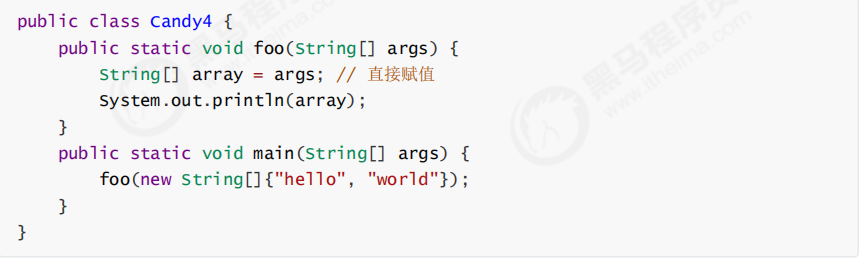 public class Candy4 {
    public static void foo(String[] args) {
        String[] array = args; // 直接赋值
        System.out.println(array);
    }
    public static void main(String[] args) {
        foo(new String[]{"hello", "world"});
    }
}
黑马程序员
www.itheima.com